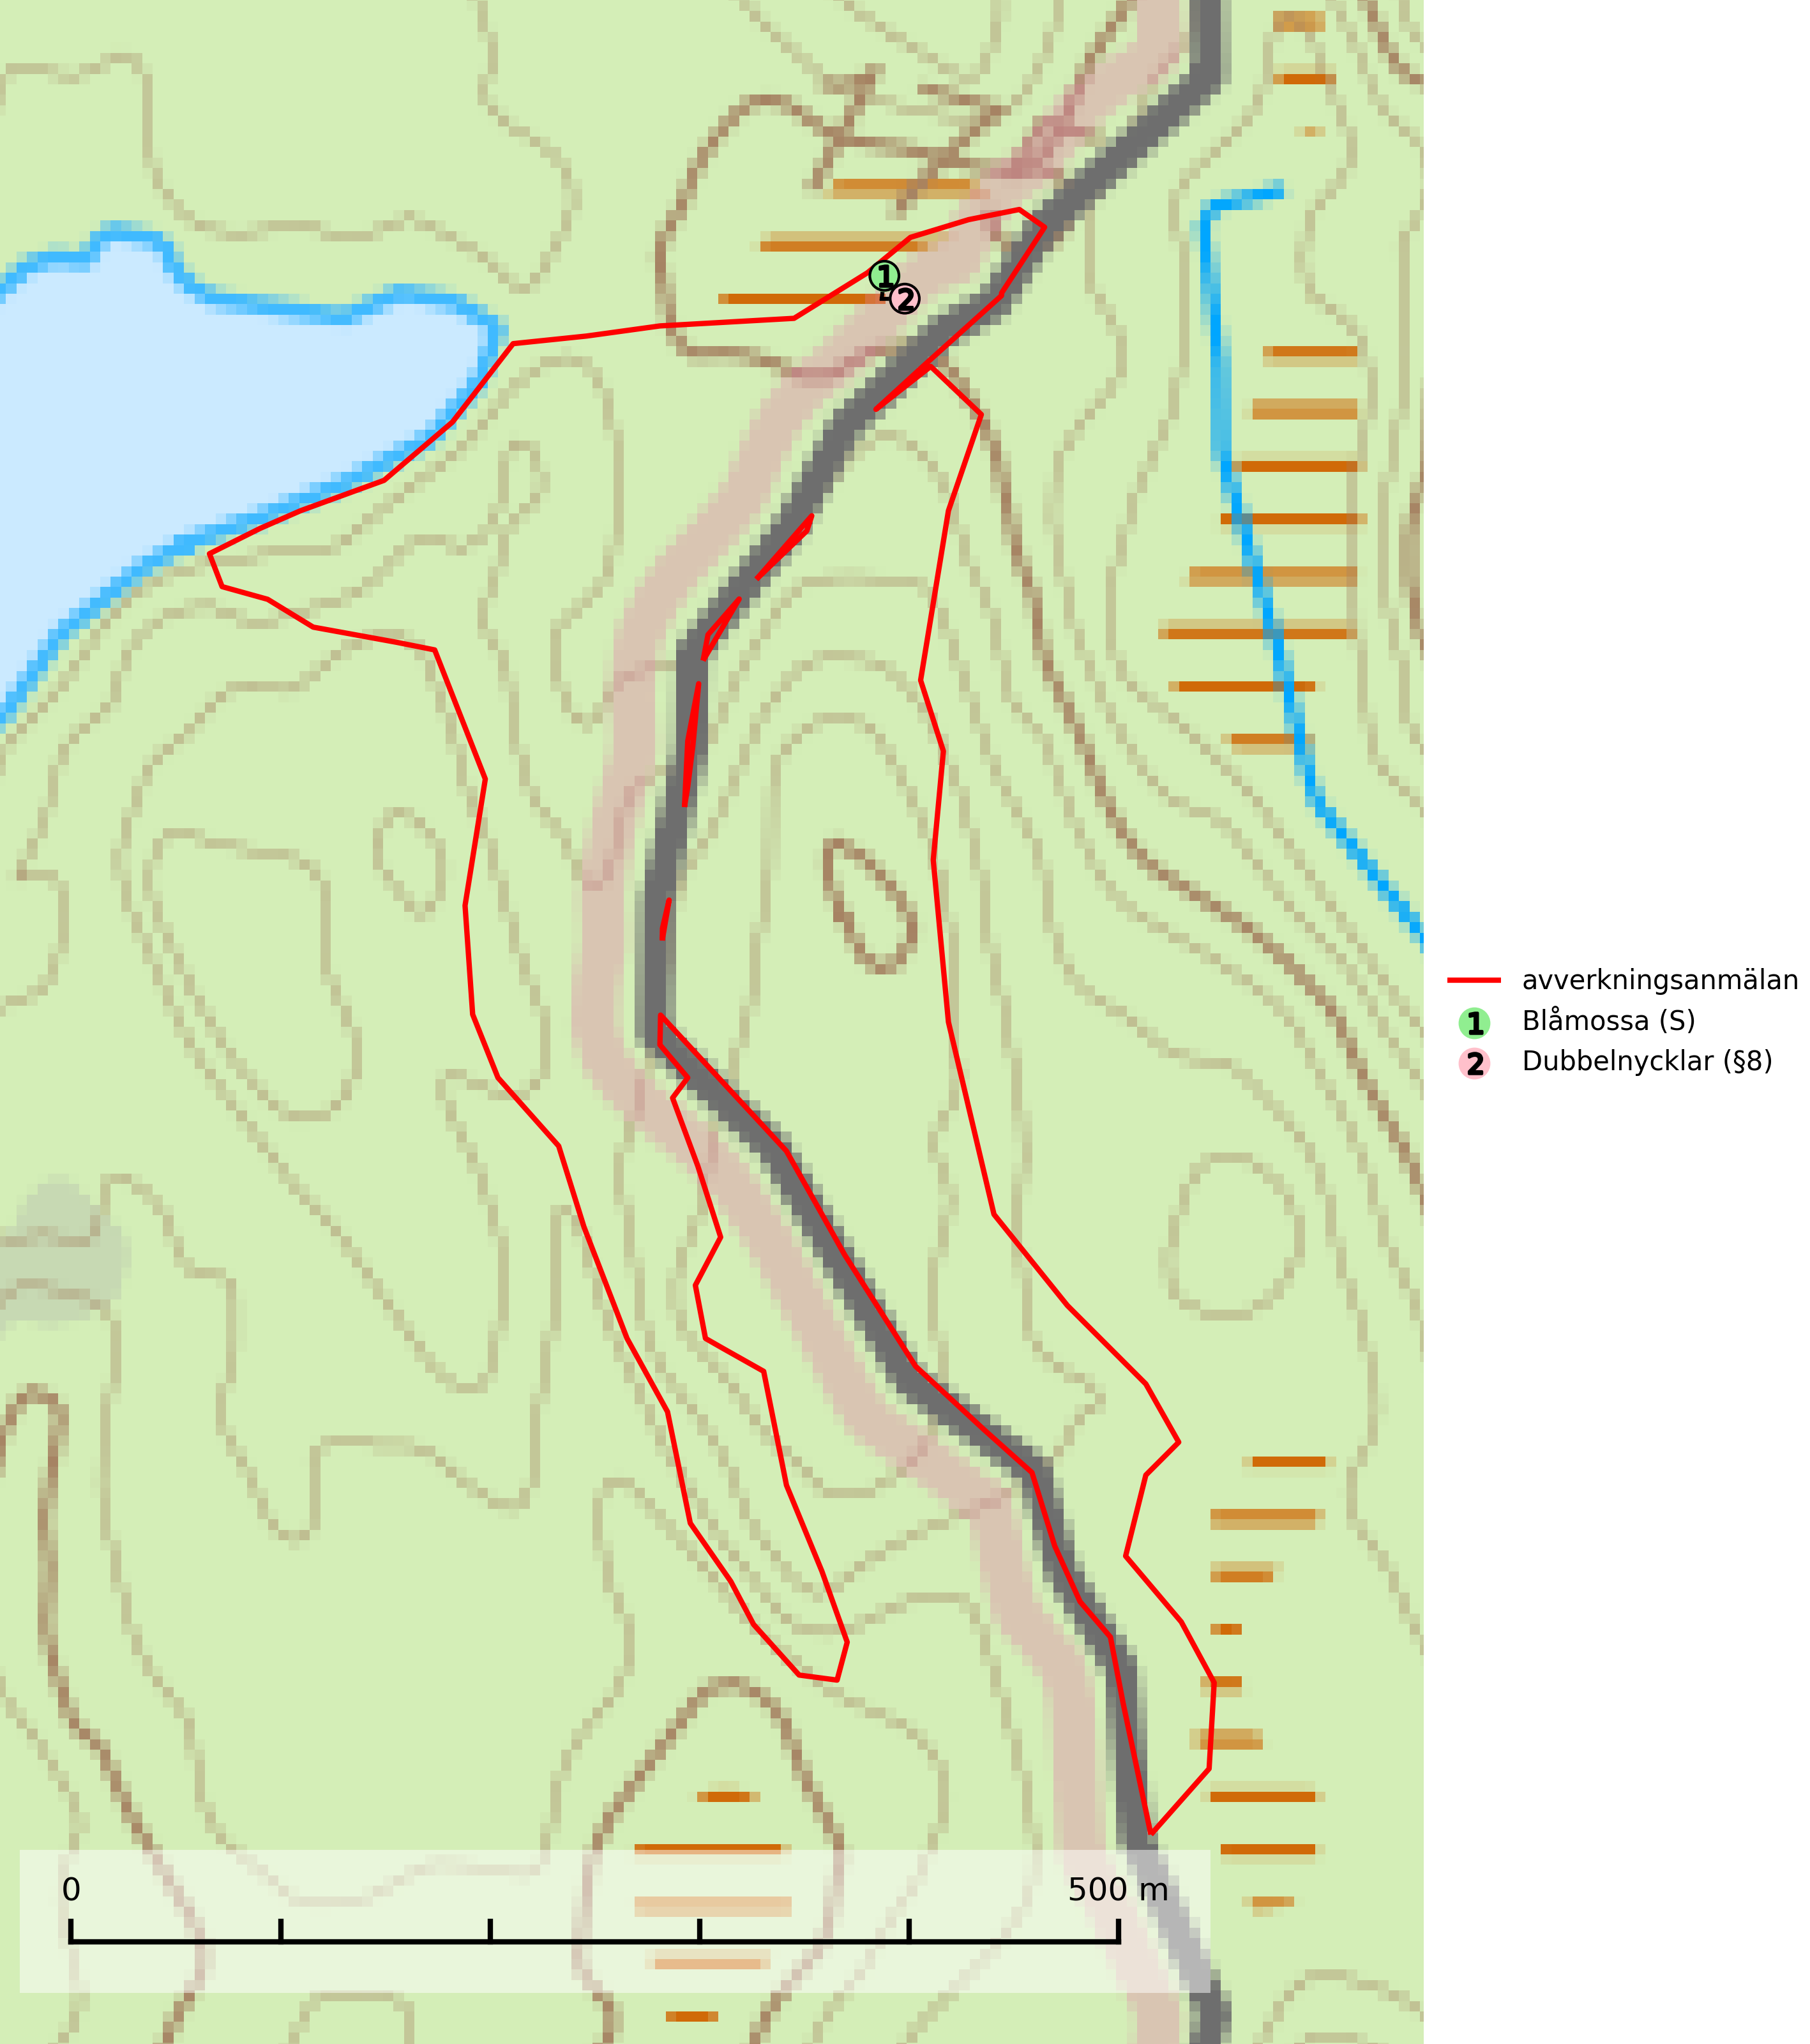 1
2
avverkningsanmälan
1 Blåmossa (S)
2 Dubbelnycklar (§8)
0 500 m